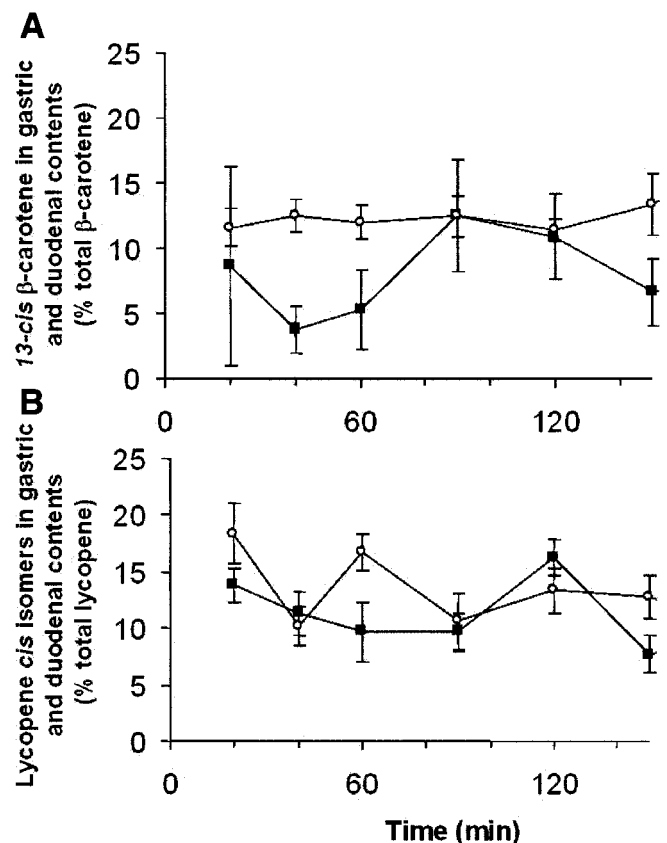 A
13-cis β-carotene in gastric
and duodenal contents
(% total β-carotene)
25
20
15
10
5
0
0
60
120
B
Lycopene cis Isomers in gastric
and duodenal contents
(% total lycopene)
25
20
15
10
5
0
0
60
120
Time (min)